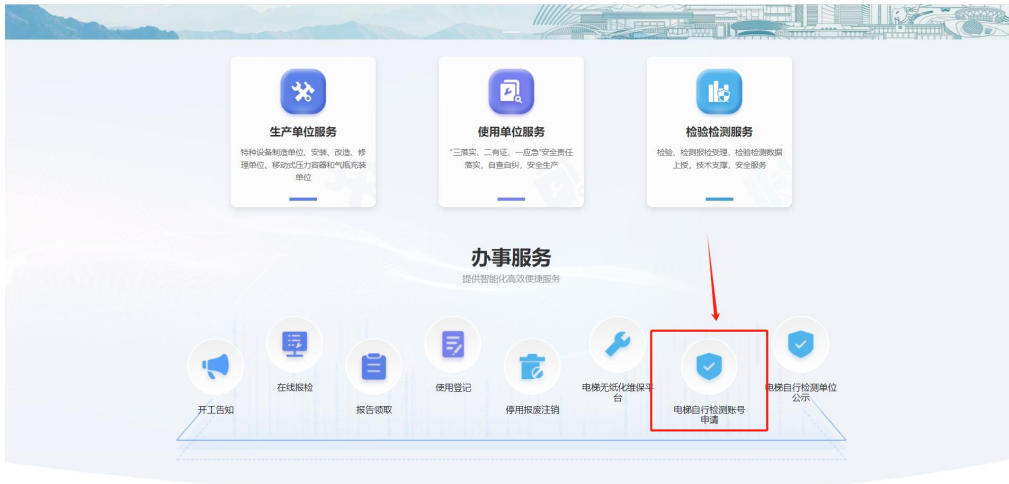 生产单位服务
特种设备制造单位、安装、改造、修
理单位、移动式压力容器和气瓶充装
单位
使用单位服务
"三落实、二有证、一应急"安全责任
落实，自查自纠，安全生产
检验检测服务
检验、检测报检受理，检验检测数据
上报，技术支撑，安全服务
办事服务
提供智能化高效便捷服务
开工告知
在线报检
报告领取
使用登记
停用报废注销
电梯无纸化维保平
台
电梯自行检测账号
申请
电梯自行检测单位
公示